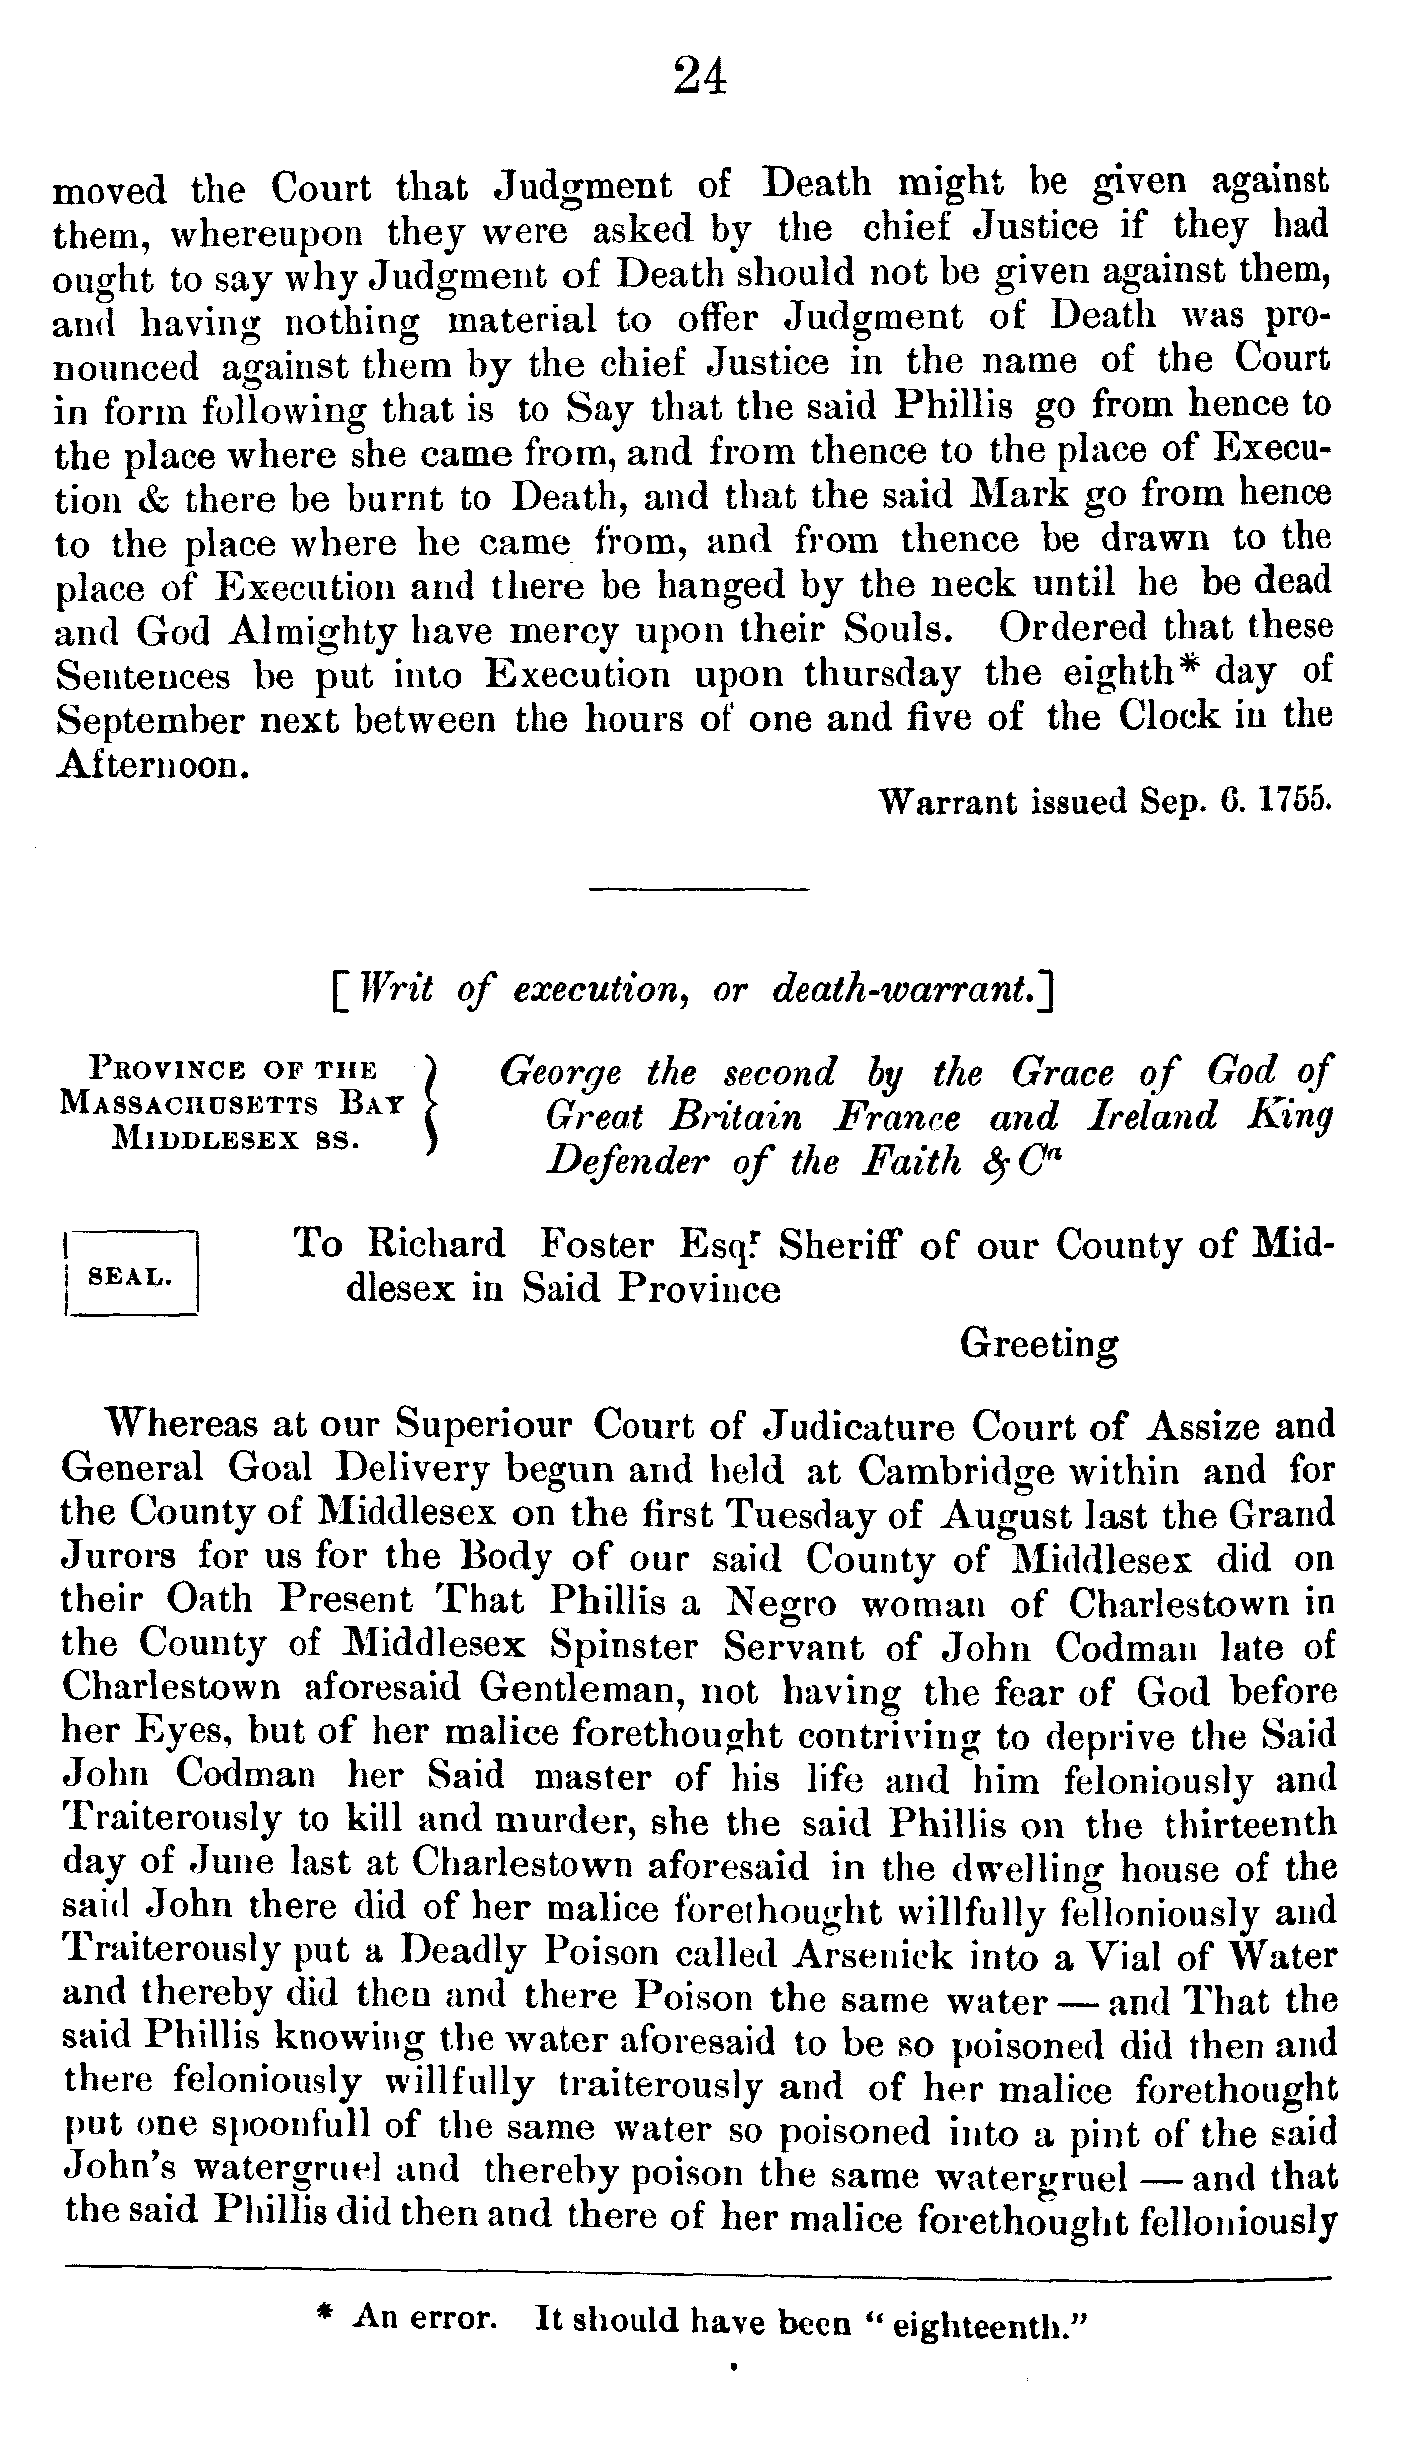 24
moved the Court that Judgment of Death might be given against
them, whereupon they were asked by the chief Justice if they had
ought to say why Judgment of Death should not be given against them,
and having nothing material to offer Judgment of Death was pro-
nounced against them by the chief Justice in the name of the Court
in form following that is to Say that the said Phillis go from hence to
the place where she came from, and from thence to the place of Execu-
tion & there be burnt to Death, and that the said Mark go from hence
to the place where he came from, and from thence be drawn to the
place of Execution and there be hanged by the neck until he be dead
and God Almighty have mercy upon their Souls. Ordered that these
Sentences be put into Execution upon thursday the eighth* day of
September next between the hours of one and five of the Clock in the
Afternoon.
Warrant issued Sep. 6. 1755.
[Writ of execution, or death-warrant.]
PROVINCE OF THE
MASSACHUSETTS BAY
MIDDLESEX SS.
George the second by the Grace of God of
Great Britain France and Ireland King
Defender of the Faith & Cᵃ
SEAL.
To Richard Foster Esqʳ Sheriff of our County of Mid-
dlesex in Said Province
Greeting
Whereas at our Superiour Court of Judicature Court of Assize and
General Goal Delivery begun and held at Cambridge within and for
the County of Middlesex on the first Tuesday of August last the Grand
Jurors for us for the Body of our said County of Middlesex did on
their Oath Present That Phillis a Negro woman of Charlestown in
the County of Middlesex Spinster Servant of John Codman late of
Charlestown aforesaid Gentleman, not having the fear of God before
her Eyes, but of her malice forethought contriving to deprive the Said
John Codman her Said master of his life and him feloniously and
Traiterously to kill and murder, she the said Phillis on the thirteenth
day of June last at Charlestown aforesaid in the dwelling house of the
said John there did of her malice forethought willfully felloniously and
Traiterously put a Deadly Poison called Arsenick into a Vial of Water
and thereby did then and there Poison the same water — and That the
said Phillis knowing the water aforesaid to be so poisoned did then and
there feloniously willfully traiterously and of her malice forethought
put one spoonfull of the same water so poisoned into a pint of the said
John's watergruel and thereby poison the same watergruel — and that
the said Phillis did then and there of her malice forethought felloniously
* An error. It should have been "eighteenth."